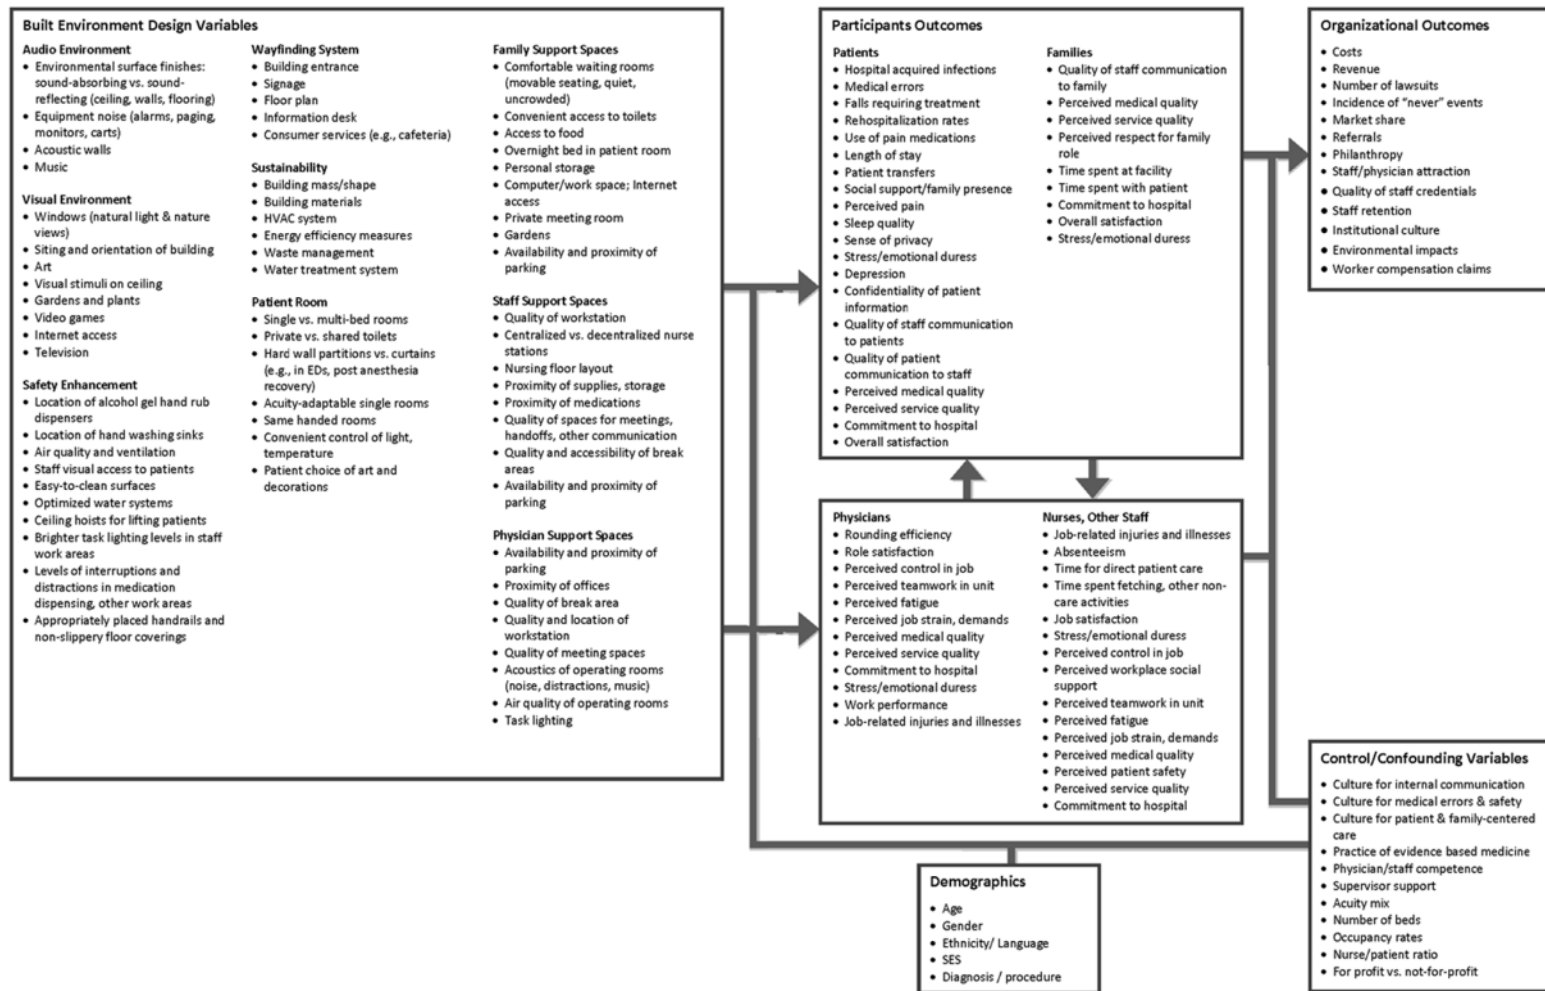 Built Environment Design Variables
Audio Environment
• Environmental surface finishes:
sound-absorbing vs. sound-
reflecting (ceiling, walls, flooring)
• Equipment noise (alarms, paging,
monitors, carts)
• Acoustic walls
• Music
Visual Environment
• Windows (natural light & nature
views)
• Siting and orientation of building
• Art
• Visual stimuli on ceiling
• Gardens and plants
• Video games
• Internet access
• Television
Safety Enhancement
• Location of alcohol gel hand rub
dispensers
• Location of hand washing sinks
• Air quality and ventilation
• Staff visual access to patients
• Easy-to-clean surfaces
• Optimized water systems
• Ceiling hoists for lifting patients
• Brighter task lighting levels in staff
work areas
• Levels of interruptions and
distractions in medication
dispensing, other work areas
• Appropriately placed handrails and
non-slippery floor coverings
Wayfinding System
• Building entrance
• Signage
• Floor plan
• Information desk
• Consumer services (e.g., cafeteria)
Sustainability
• Building mass/shape
• Building materials
• HVAC system
• Energy efficiency measures
• Waste management
• Water treatment system
Patient Room
• Single vs. multi-bed rooms
• Private vs. shared toilets
• Hard wall partitions vs. curtains
(e.g., in EDs, post anesthesia
recovery)
• Acuity-adaptable single rooms
• Same handed rooms
• Convenient control of light,
temperature
• Patient choice of art and
decorations
Family Support Spaces
• Comfortable waiting rooms
(movable seating, quiet,
uncrowded)
• Convenient access to toilets
• Access to food
• Overnight bed in patient room
• Personal storage
• Computer/work space; Internet
access
• Private meeting room
• Gardens
• Availability and proximity of
parking
Staff Support Spaces
• Quality of workstation
• Centralized vs. decentralized nurse
stations
• Nursing floor layout
• Proximity of supplies, storage
• Proximity of medications
• Quality of spaces for meetings,
handoffs, other communication
• Quality and accessibility of break
areas
• Availability and proximity of
parking
Physician Support Spaces
• Availability and proximity of
parking
• Proximity of offices
• Quality of break area
• Quality and location of
workstation
• Quality of meeting spaces
• Acoustics of operating rooms
(noise, distractions, music)
• Air quality of operating rooms
• Task lighting
Participants Outcomes
Patients
• Hospital acquired infections
• Medical errors
• Falls requiring treatment
• Rehospitalization rates
• Use of pain medications
• Length of stay
• Patient transfers
• Social support/family presence
• Perceived pain
• Sleep quality
• Sense of privacy
• Stress/emotional duress
• Depression
• Confidentiality of patient
information
• Quality of staff communication
to patients
• Quality of patient
communication to staff
• Perceived medical quality
• Perceived service quality
• Commitment to hospital
• Overall satisfaction
Families
• Quality of staff communication
to family
• Perceived medical quality
• Perceived service quality
• Perceived respect for family
role
• Time spent at facility
• Time spent with patient
• Commitment to hospital
• Overall satisfaction
• Stress/emotional duress
Physicians
• Rounding efficiency
• Role satisfaction
• Perceived control in job
• Perceived teamwork in unit
• Perceived fatigue
• Perceived job strain, demands
• Perceived medical quality
• Perceived service quality
• Commitment to hospital
• Stress/emotional duress
• Work performance
• Job-related injuries and illnesses
Nurses, Other Staff
• Job-related injuries and illnesses
• Absenteeism
• Time for direct patient care
• Time spent fetching, other non-
care activities
• Job satisfaction
• Stress/emotional duress
• Perceived control in job
• Perceived workplace social
support
• Perceived teamwork in unit
• Perceived fatigue
• Perceived job strain, demands
• Perceived medical quality
• Perceived patient safety
• Perceived service quality
• Commitment to hospital
Organizational Outcomes
• Costs
• Revenue
• Number of lawsuits
• Incidence of “never” events
• Market share
• Referrals
• Philanthropy
• Staff/physician attraction
• Quality of staff credentials
• Staff retention
• Institutional culture
• Environmental impacts
• Worker compensation claims
Control/Confounding Variables
• Culture for internal communication
• Culture for medical errors & safety
• Culture for patient & family-centered
care
• Practice of evidence based medicine
• Physician/staff competence
• Supervisor support
• Acuity mix
• Number of beds
• Occupancy rates
• Nurse/patient ratio
• For profit vs. not-for-profit
Demographics
• Age
• Gender
• Ethnicity/ Language
• SES
• Diagnosis / procedure